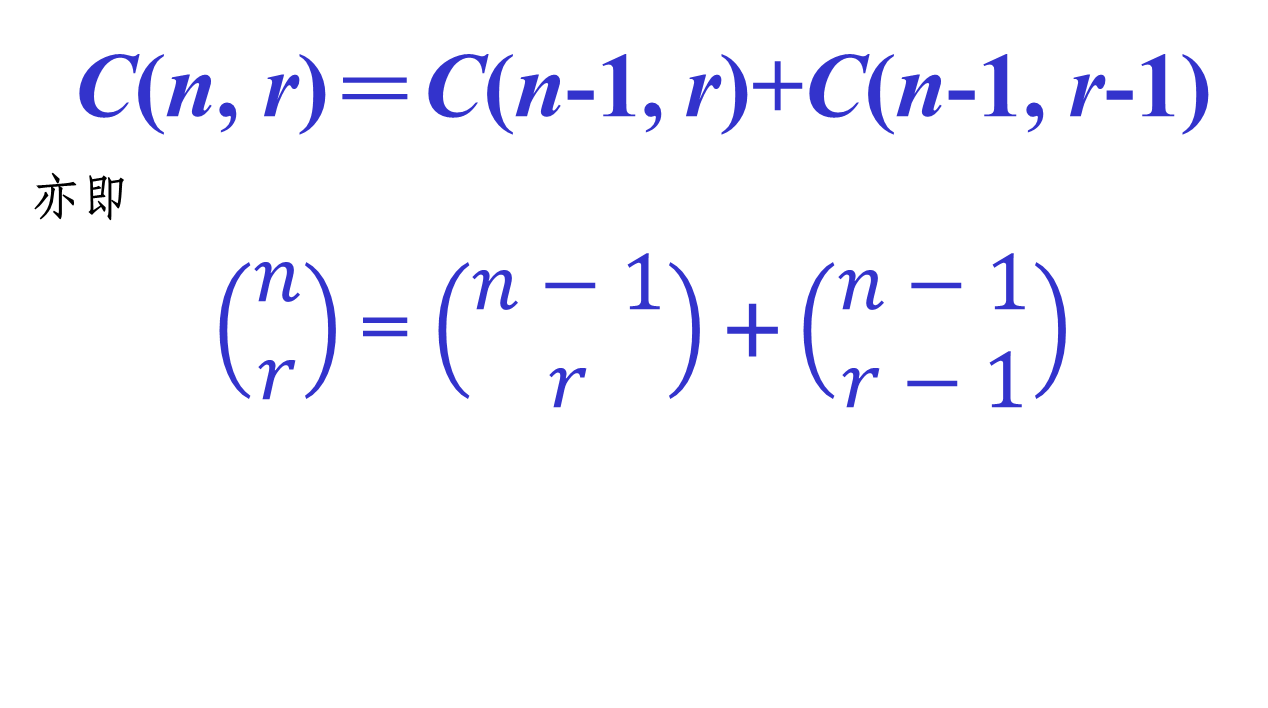 C(n, r)＝C(n-1, r)+C(n-1, r-1)
亦即
(n r) = (n − 1 r) + (n − 1 r − 1)